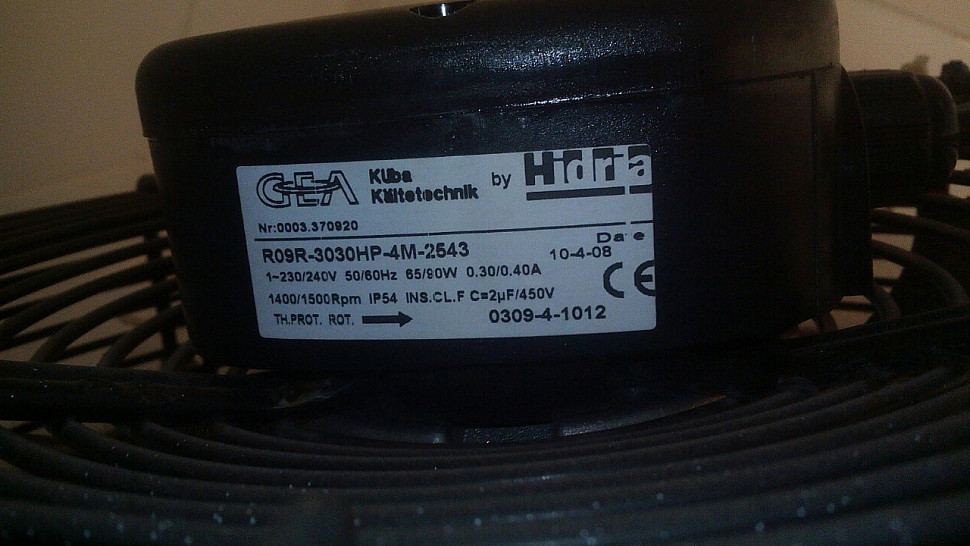 GEA Küba Kältetechnik by Hidria
Nr:0003.370920
Date
R09R-3030HP-4M-2543 10-4-08
1~230/240V 50/60Hz 65/90W 0.30/0.40A
CE
1400/1500Rpm IP54 INS.CL.F C=2µF/450V
TH.PROT. ROT. 0309-4-1012